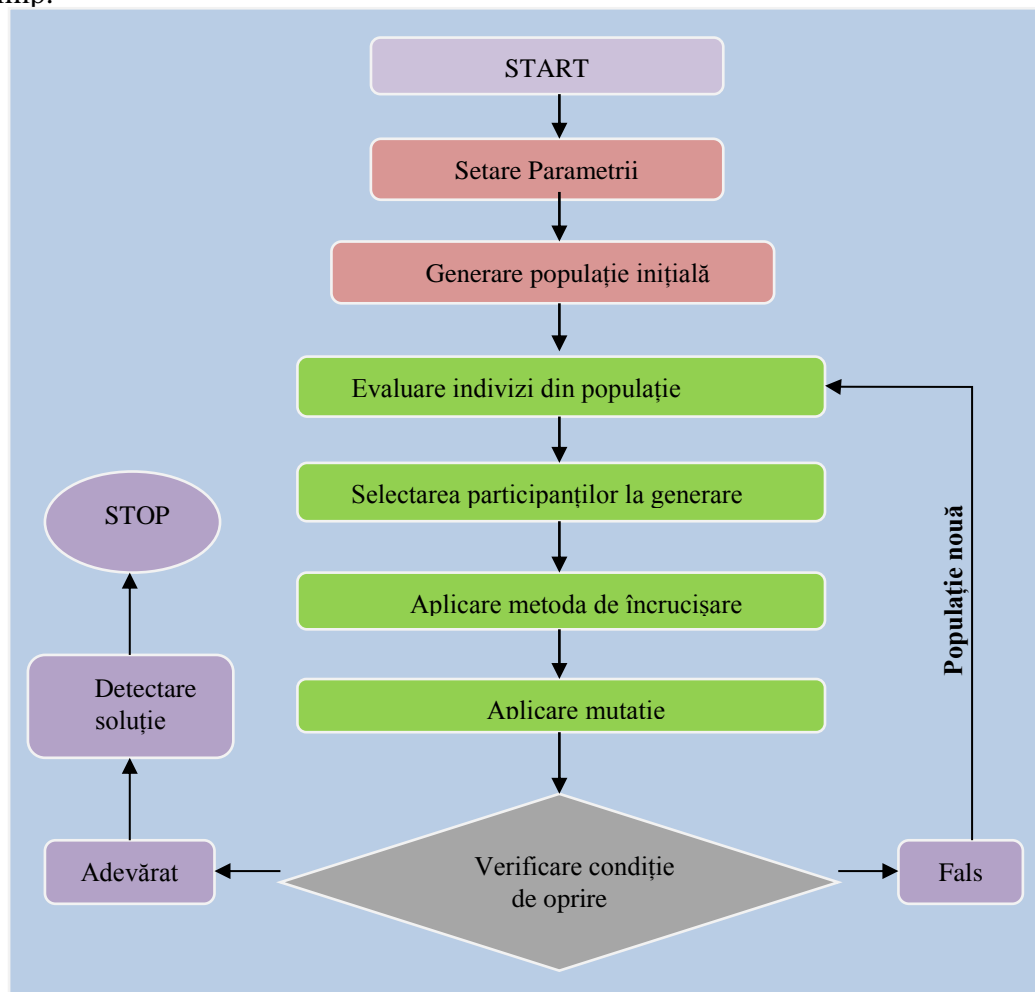 START
Setare Parametrii
Generare populație inițială
Evaluare indivizi din populație
Selectarea participanților la generare
STOP
Populație nouă
Aplicare metoda de încrucișare
Detectare
soluție
Aplicare mutatie
Verificare condiție
de oprire
Adevărat
Fals